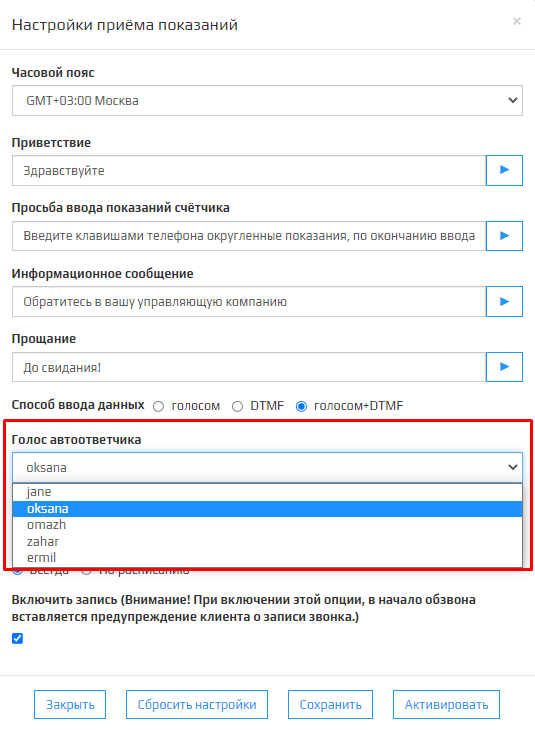 Настройки приёма показаний
×
Часовой пояс
GMT+03:00 Москва
Приветствие
Здравствуйте
Просьба ввода показаний счётчика
Введите клавишами телефона округленные показания, по окончанию ввода
Информационное сообщение
Обратитесь в вашу управляющую компанию
Прощание
До свидания!
Способ ввода данных голосом DTMF голосом+DTMF
Голос автоответчика
oksana
jane
oksana
omazh
zahar
ermil
Всегда По расписанию
Включить запись (Внимание! При включении этой опции, в начало обзвона
вставляется предупреждение клиента о записи звонка.)
Закрыть Сбросить настройки Сохранить Активировать